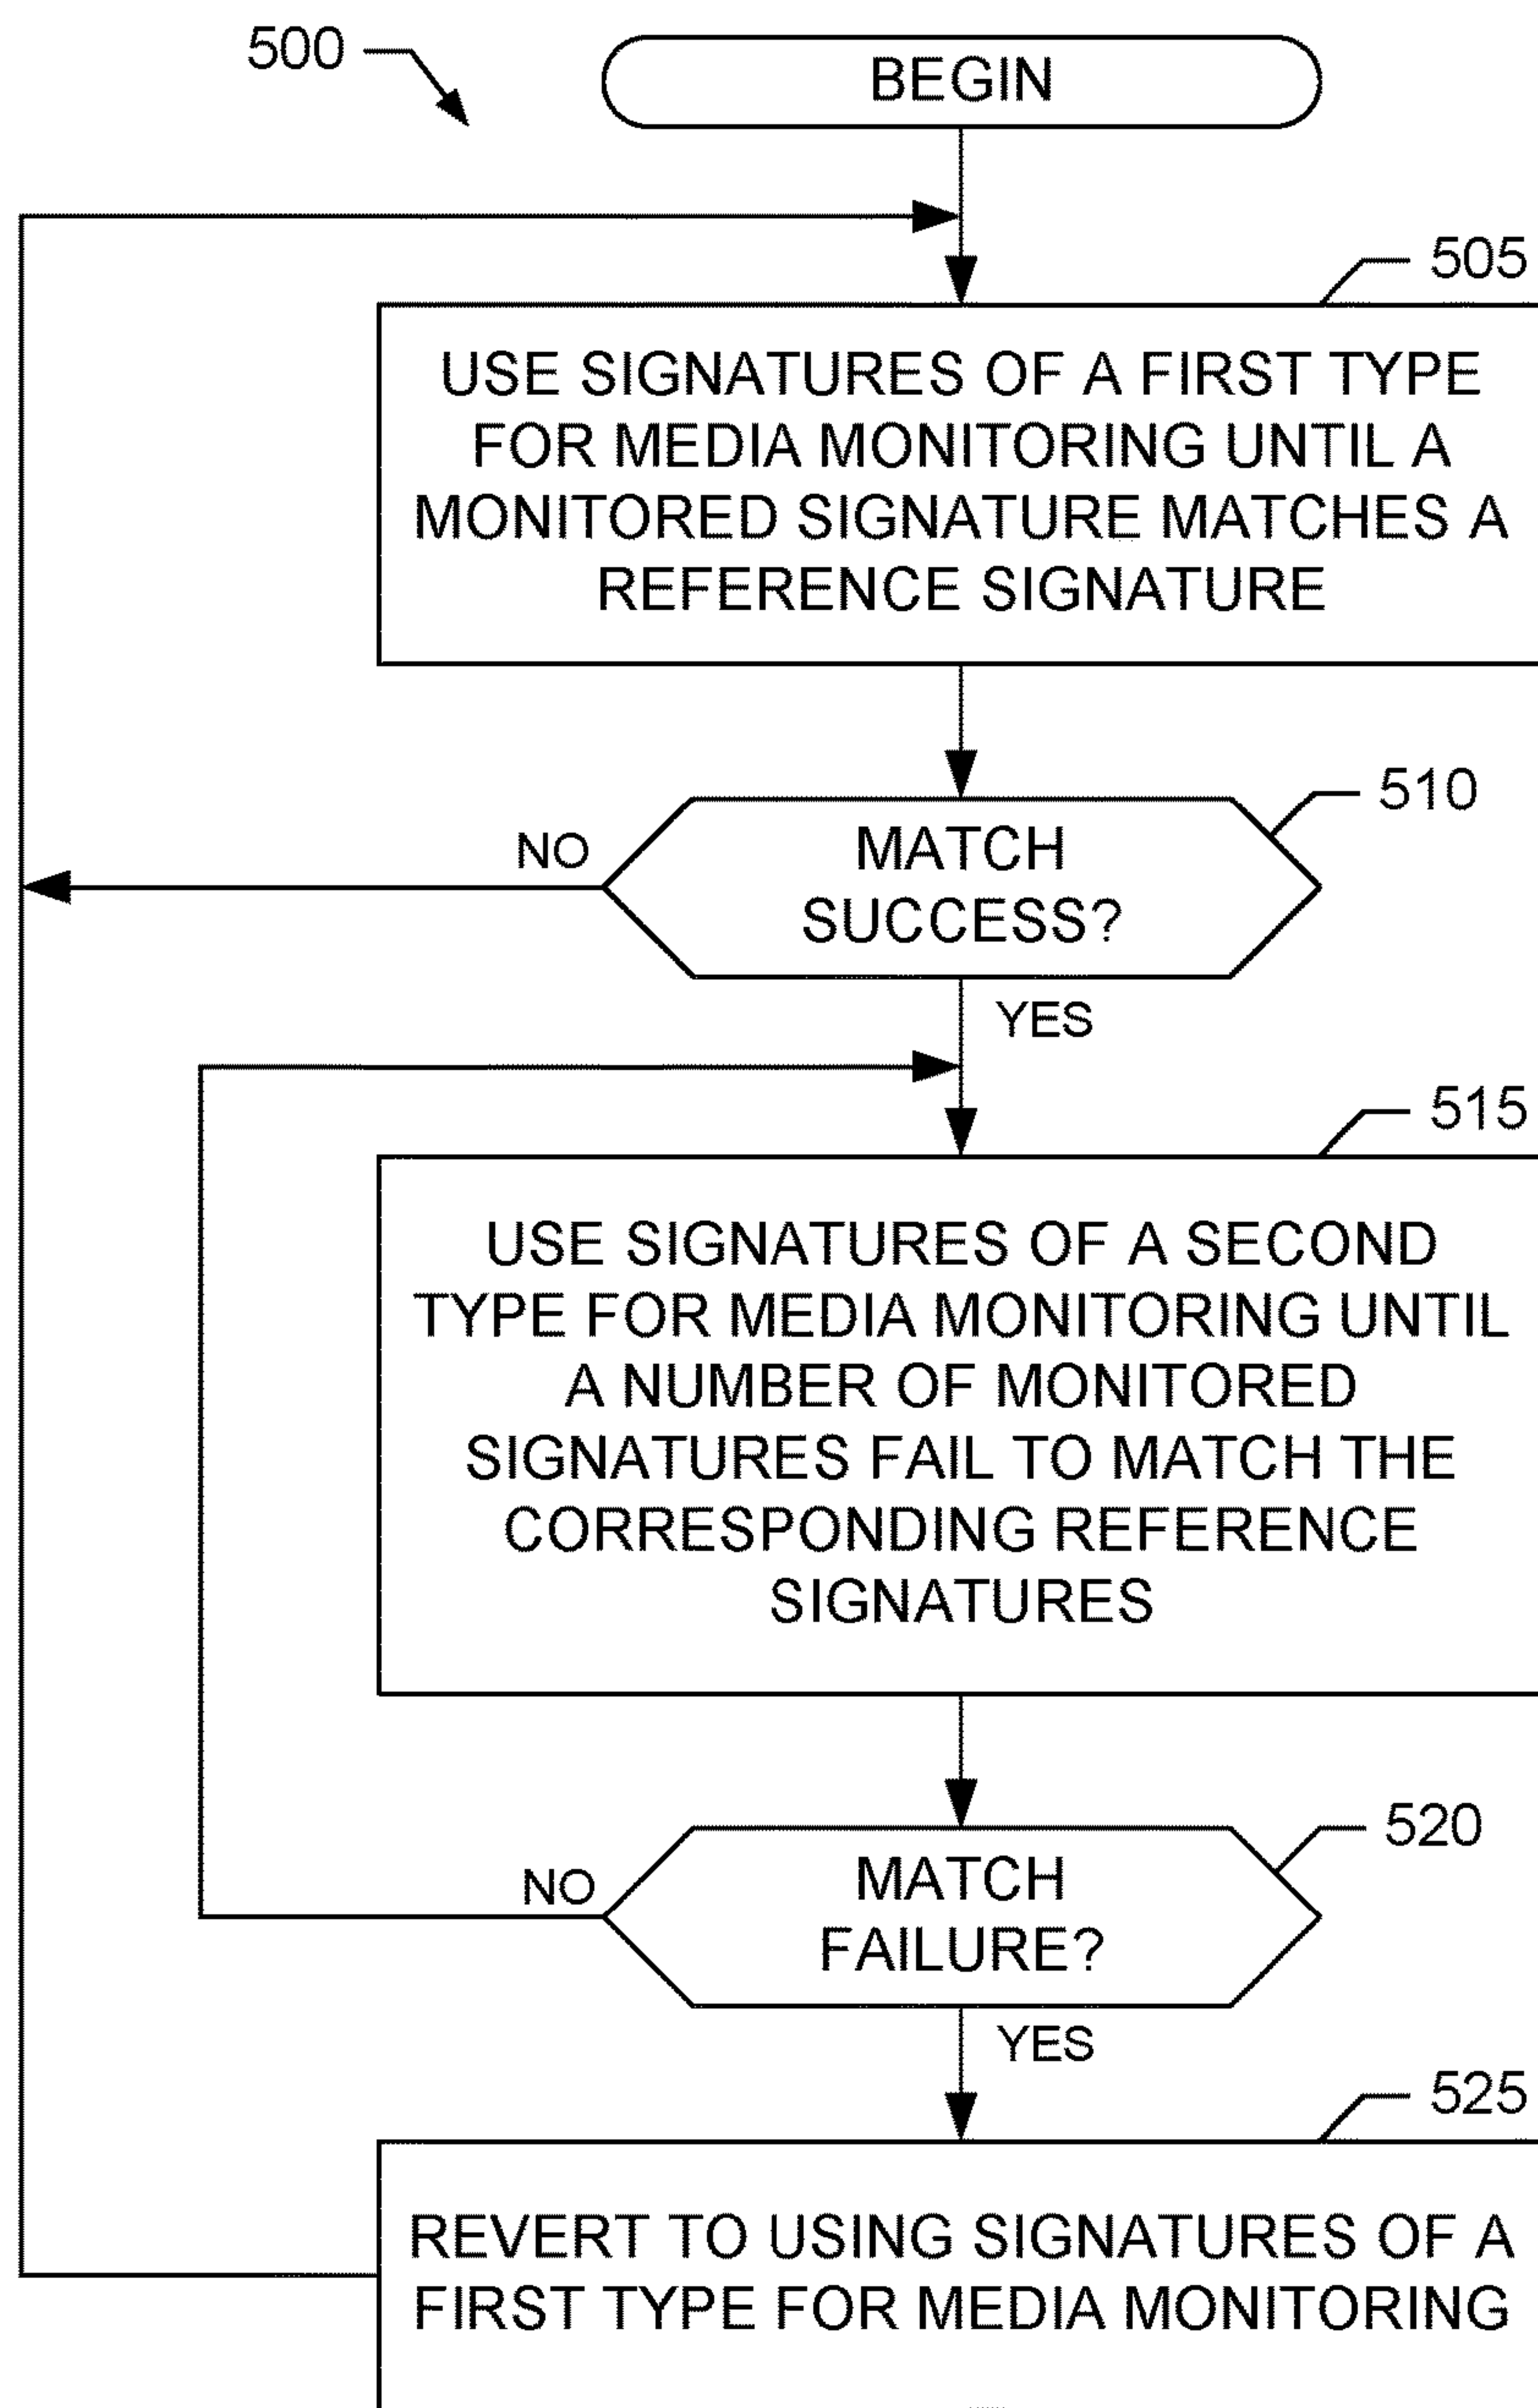 500
BEGIN
505
USE SIGNATURES OF A FIRST TYPE
FOR MEDIA MONITORING UNTIL A
MONITORED SIGNATURE MATCHES A
REFERENCE SIGNATURE
510
NO
MATCH
SUCCESS?
YES
515
USE SIGNATURES OF A SECOND
TYPE FOR MEDIA MONITORING UNTIL
A NUMBER OF MONITORED
SIGNATURES FAIL TO MATCH THE
CORRESPONDING REFERENCE
SIGNATURES
520
NO
MATCH
FAILURE?
YES
525
REVERT TO USING SIGNATURES OF A
FIRST TYPE FOR MEDIA MONITORING